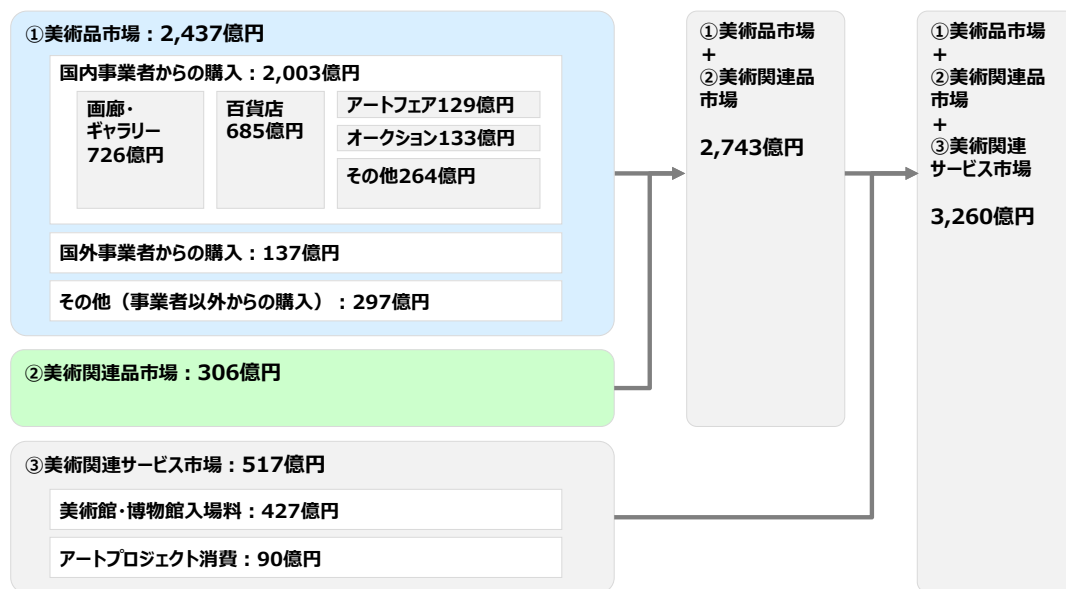 ①美術品市場：2,437億円
国内事業者からの購入：2,003億円
画廊・
ギャラリー
726億円
百貨店
685億円
アートフェア129億円
オークション133億円
その他264億円
国外事業者からの購入：137億円
その他（事業者以外からの購入）：297億円
②美術関連品市場：306億円
③美術関連サービス市場：517億円
美術館・博物館入場料：427億円
アートプロジェクト消費：90億円
①美術品市場
+
②美術関連品
市場
2,743億円
①美術品市場
+
②美術関連品
市場
+
③美術関連
サービス市場
3,260億円